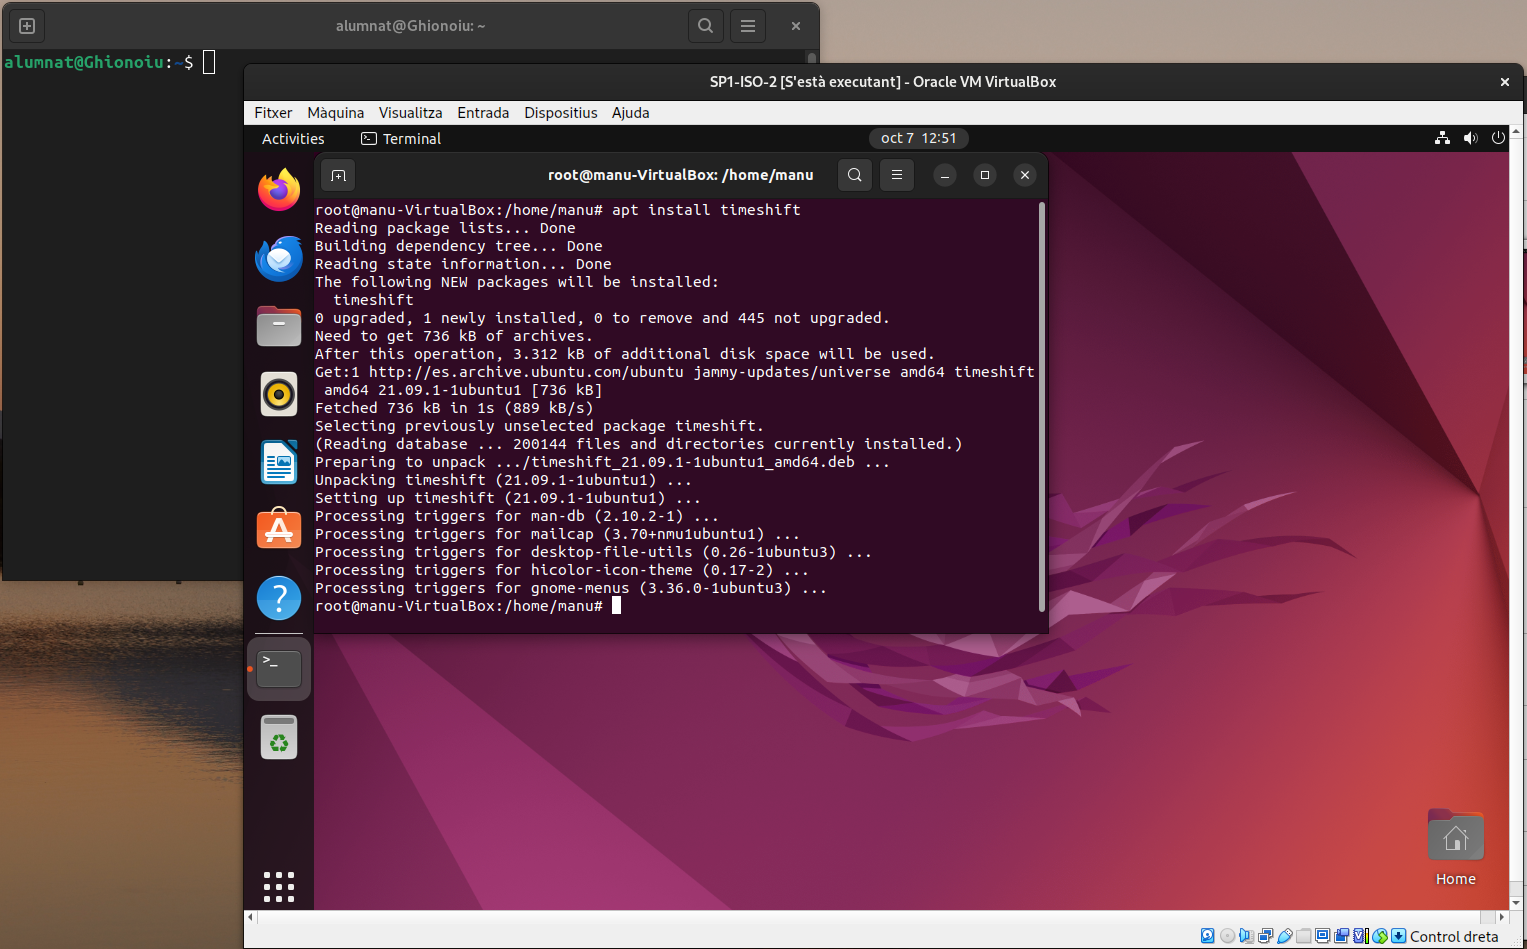 alumnat@Ghionoiu: ~
alumnat@Ghionoiu:~$
SP1-ISO-2 [S'està executant] - Oracle VM VirtualBox
Fitxer Màquina Visualitza Entrada Dispositius Ajuda
Activities Terminal oct 7 12:51
root@manu-VirtualBox: /home/manu
root@manu-VirtualBox:/home/manu# apt install timeshift
Reading package lists... Done
Building dependency tree... Done
Reading state information... Done
The following NEW packages will be installed:
  timeshift
0 upgraded, 1 newly installed, 0 to remove and 445 not upgraded.
Need to get 736 kB of archives.
After this operation, 3.312 kB of additional disk space will be used.
Get:1 http://es.archive.ubuntu.com/ubuntu jammy-updates/universe amd64 timeshift
 amd64 21.09.1-1ubuntu1 [736 kB]
Fetched 736 kB in 1s (889 kB/s)
Selecting previously unselected package timeshift.
(Reading database ... 200144 files and directories currently installed.)
Preparing to unpack .../timeshift_21.09.1-1ubuntu1_amd64.deb ...
Unpacking timeshift (21.09.1-1ubuntu1) ...
Setting up timeshift (21.09.1-1ubuntu1) ...
Processing triggers for man-db (2.10.2-1) ...
Processing triggers for mailcap (3.70+nmu1ubuntu1) ...
Processing triggers for desktop-file-utils (0.26-1ubuntu3) ...
Processing triggers for hicolor-icon-theme (0.17-2) ...
Processing triggers for gnome-menus (3.36.0-1ubuntu3) ...
root@manu-VirtualBox:/home/manu#
Home
Control dreta